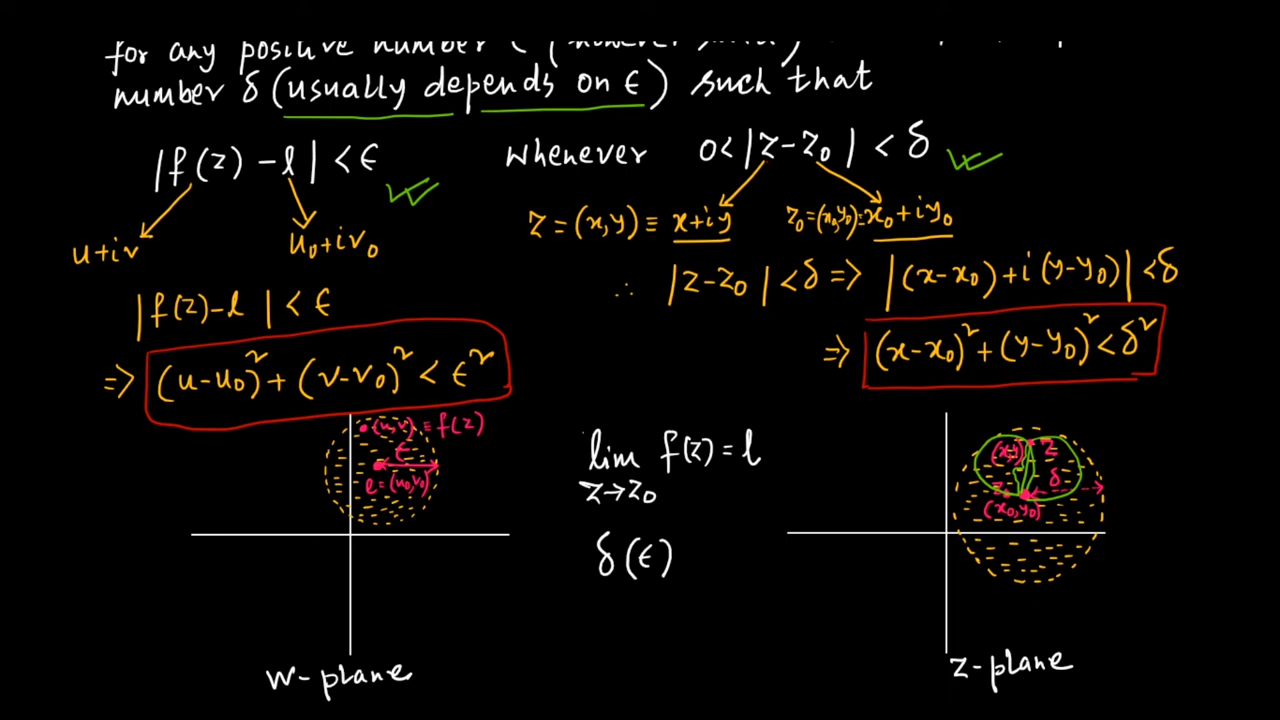 for any positive number
number δ (usually depends on ϵ) such that
|f(z) - l| < ϵ whenever 0 < |z - z₀| < δ
u+iv u₀+iv₀ z = (x,y) ≡ x+iy z₀=(x₀,y₀)≡x₀+iy₀
∴ |z-z₀| < δ ⇒ |(x-x₀)+i(y-y₀)| < δ
|f(z)-l| < ϵ
⇒ (u-u₀)²+(v-v₀)² < ϵ²
⇒ (x-x₀)²+(y-y₀)² < δ²
(u,v) ≡ f(z)
ϵ
l=(u₀,v₀)
lim f(z) = l
z→z₀
δ(ϵ)
(x,y) z
δ
(x₀,y₀)
w-plane
z-plane